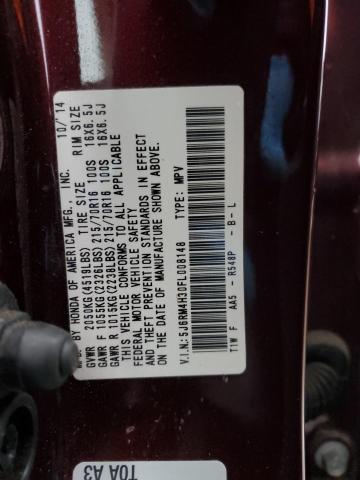 MFD. BY HONDA OF AMERICA MFG., INC. 10/'14
GVWR 2050KG(4519LBS) TIRE SIZE RIM SIZE
GAWR F 1055KG(2326LBS) 215/70R16 100S 16X6.5J
GAWR R 1015KG(2238LBS) 215/70R16 100S 16X6.5J
THIS VEHICLE CONFORMS TO ALL APPLICABLE
FEDERAL MOTOR VEHICLE SAFETY
AND THEFT PREVENTION STANDARDS IN EFFECT
ON THE DATE OF MANUFACTURE SHOWN ABOVE.
V.I.N:5J6RM4H30FL008148 TYPE: MPV
T1W F AA5 - R548P - B - L
T0A A3